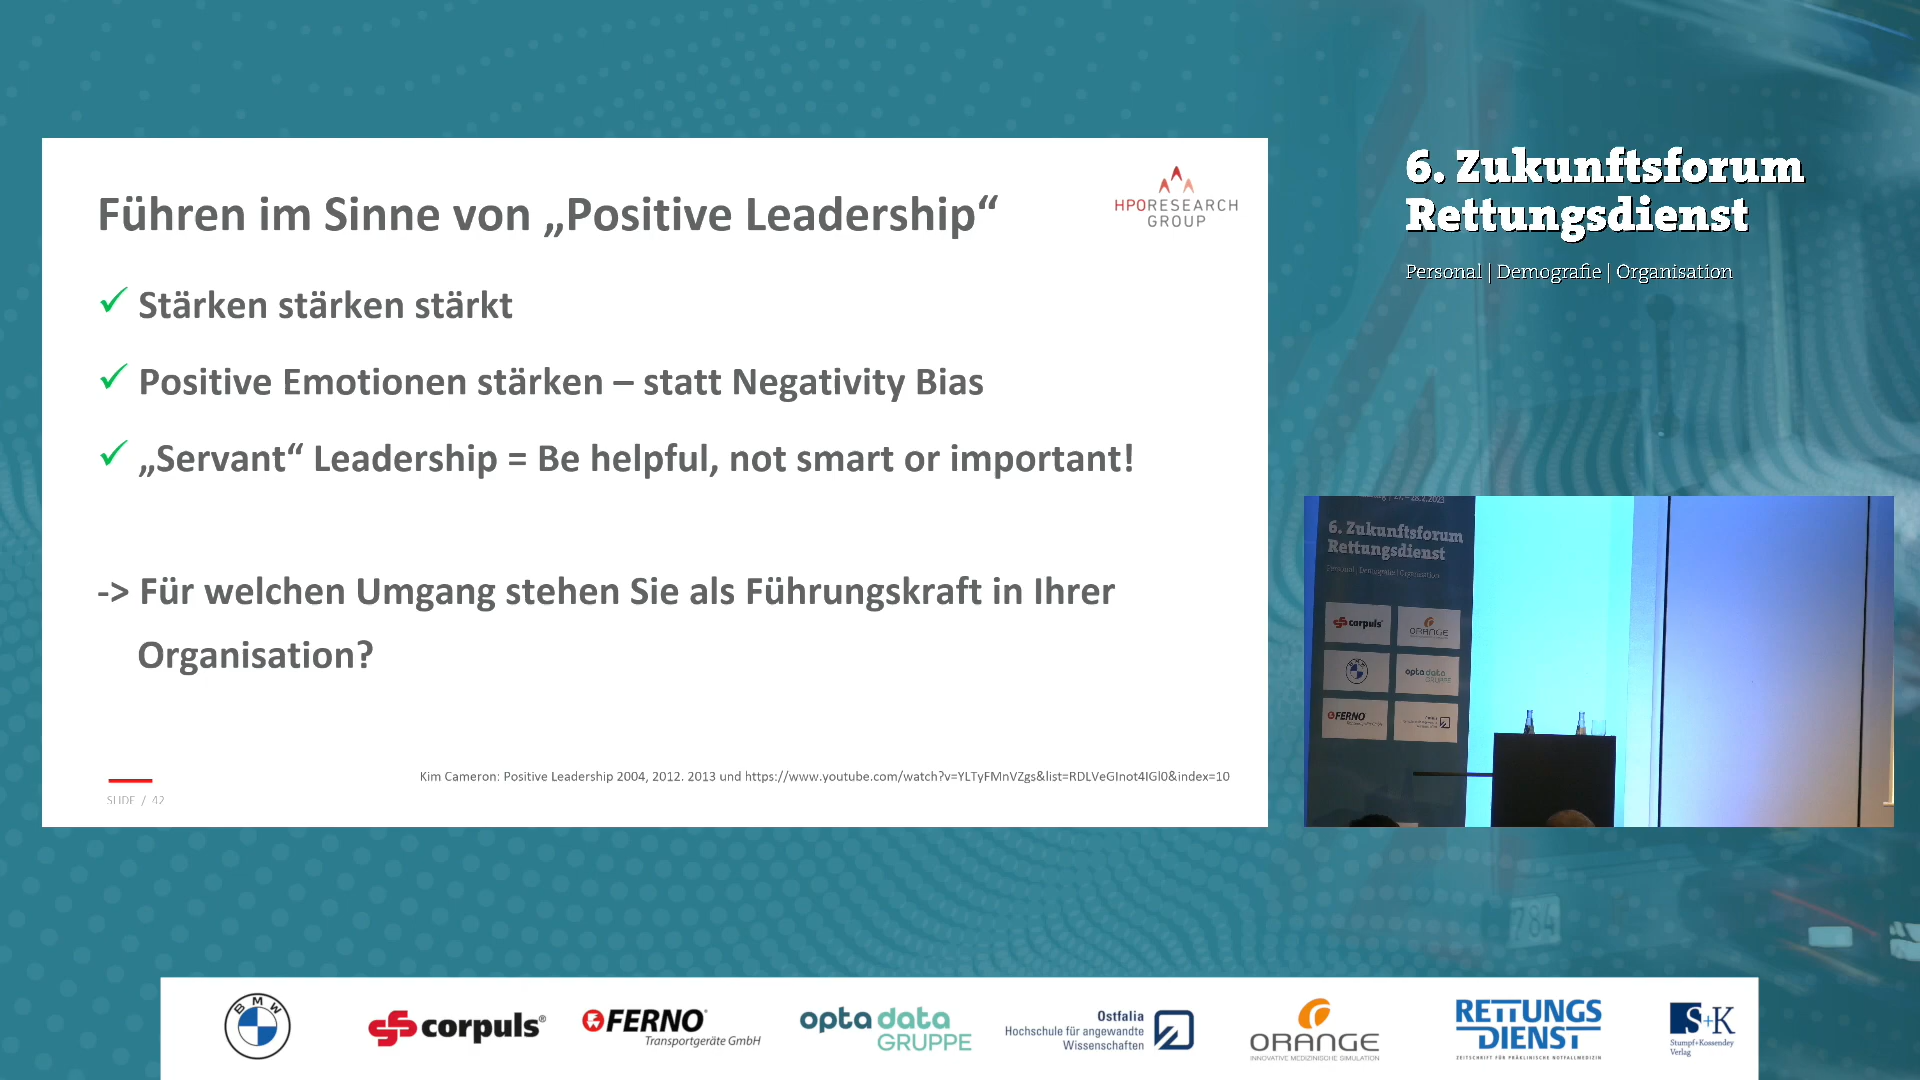 Führen im Sinne von „Positive Leadership“
HPORESEARCH
GROUP
✓ Stärken stärken stärkt
✓ Positive Emotionen stärken – statt Negativity Bias
✓ „Servant“ Leadership = Be helpful, not smart or important!
-> Für welchen Umgang stehen Sie als Führungskraft in Ihrer
Organisation?
Kim Cameron: Positive Leadership 2004, 2012. 2013 und https://www.youtube.com/watch?v=YLTyFMnVZgs&list=RDLVeGInot4IGl0&index=10
SLIDE / 42
6. Zukunftsforum
Rettungsdienst
Personal | Demografie | Organisation
6. Zukunftsforum
Rettungsdienst
Personal | Demografie | Organisation
corpuls
ORANGE
opta data
GRUPPE
FERNO
784
BMW
corpuls®
FERNO®
Transportgeräte GmbH
opta data
GRUPPE
Ostfalia
Hochschule für angewandte
Wissenschaften
ORANGE
INNOVATIVE MEDIZINISCHE SIMULATION
RETTUNGS
DIENST
ZEITSCHRIFT FÜR PRÄKLINISCHE NOTFALLMEDIZIN
S+K
Stumpf+Kossendey
Verlag